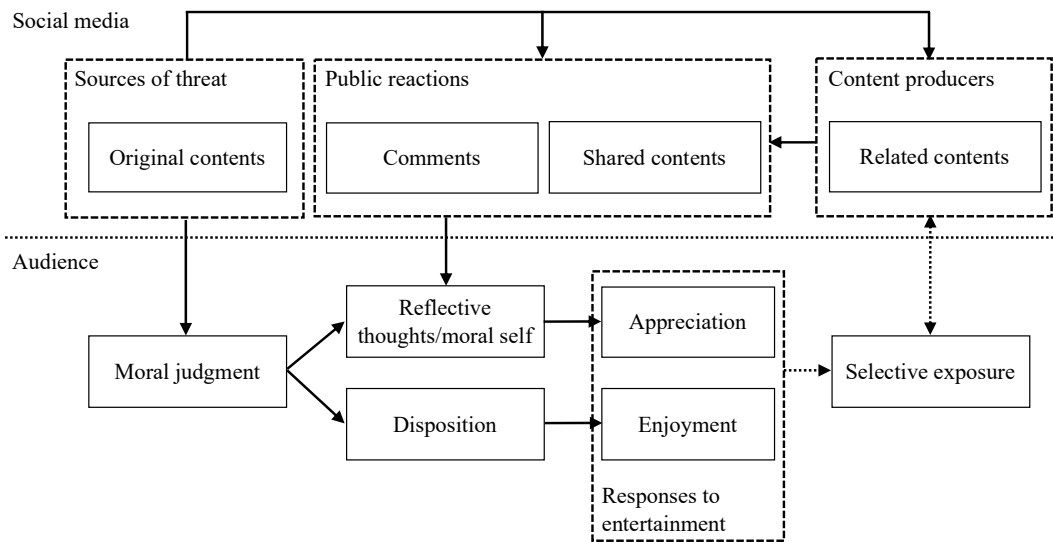 Social media
Sources of threat
Original contents
Public reactions
Comments
Shared contents
Content producers
Related contents
Audience
Moral judgment
Reflective
thoughts/moral self
Disposition
Appreciation
Enjoyment
Responses to
entertainment
Selective exposure